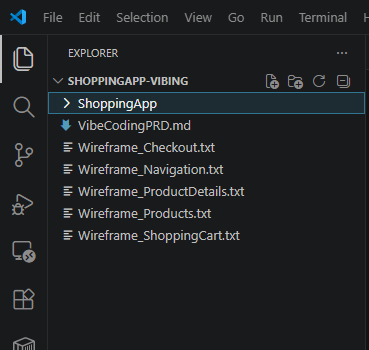 File Edit Selection View Go Run Terminal
EXPLORER
SHOPPINGAPP-VIBING
ShoppingApp
VibeCodingPRD.md
Wireframe_Checkout.txt
Wireframe_Navigation.txt
Wireframe_ProductDetails.txt
Wireframe_Products.txt
Wireframe_ShoppingCart.txt